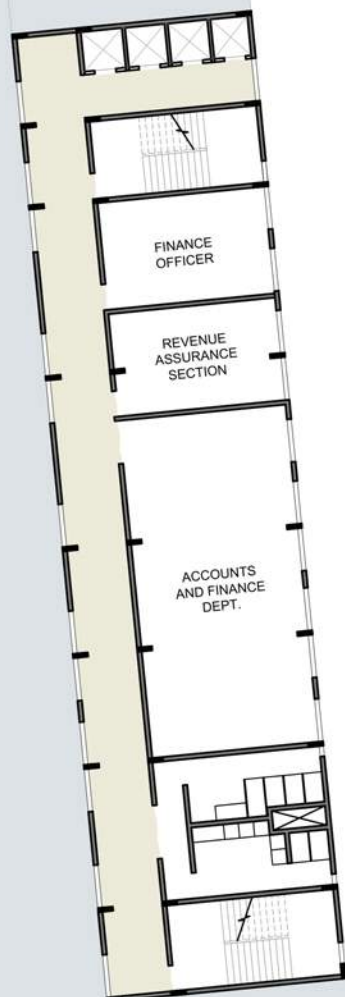 FINANCE
OFFICER
REVENUE
ASSURANCE
SECTION
ACCOUNTS
AND FINANCE
DEPT.